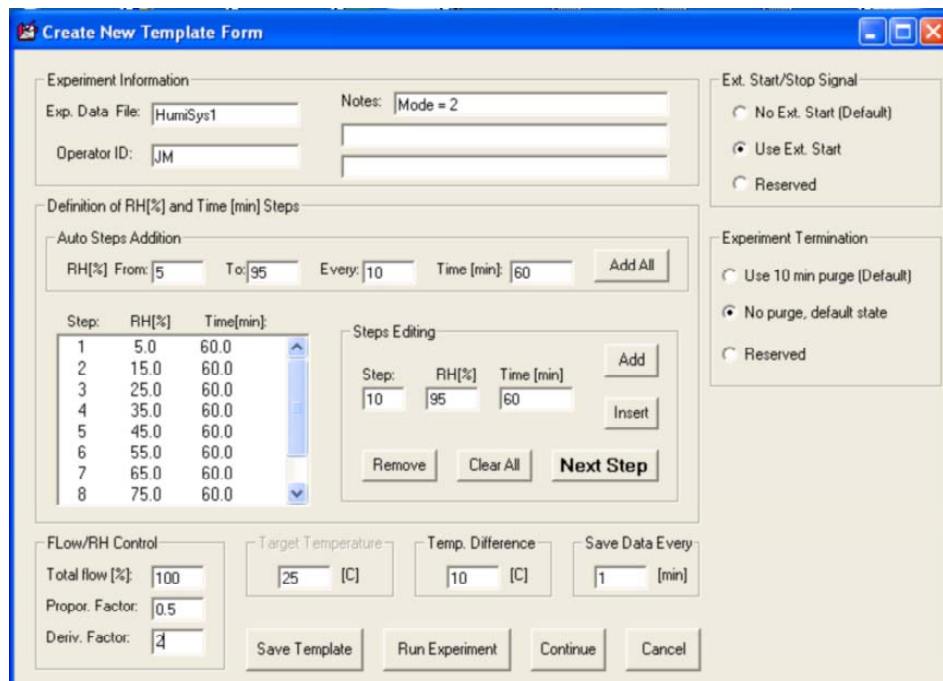 Create New Template Form
Experiment Information
Exp. Data File: HumiSys1
Operator ID: JM
Notes: Mode = 2
Ext. Start/Stop Signal
No Ext. Start (Default)
Use Ext. Start
Reserved
Definition of RH[%] and Time [min] Steps
Auto Steps Addition
RH[%] From: 5 To: 95 Every: 10 Time [min]: 60 Add All
Experiment Termination
Use 10 min purge (Default)
No purge, default state
Reserved
Step: RH[%] Time[min]:
1 5.0 60.0
2 15.0 60.0
3 25.0 60.0
4 35.0 60.0
5 45.0 60.0
6 55.0 60.0
7 65.0 60.0
8 75.0 60.0
Steps Editing
Step: RH[%] Time [min]
10 95 60
Add
Insert
Remove Clear All Next Step
FLow/RH Control
Total flow [%]: 100
Propor. Factor: 0.5
Deriv. Factor: 2
Target Temperature
25 [C]
Temp. Difference
10 [C]
Save Data Every
1 [min]
Save Template Run Experiment Continue Cancel